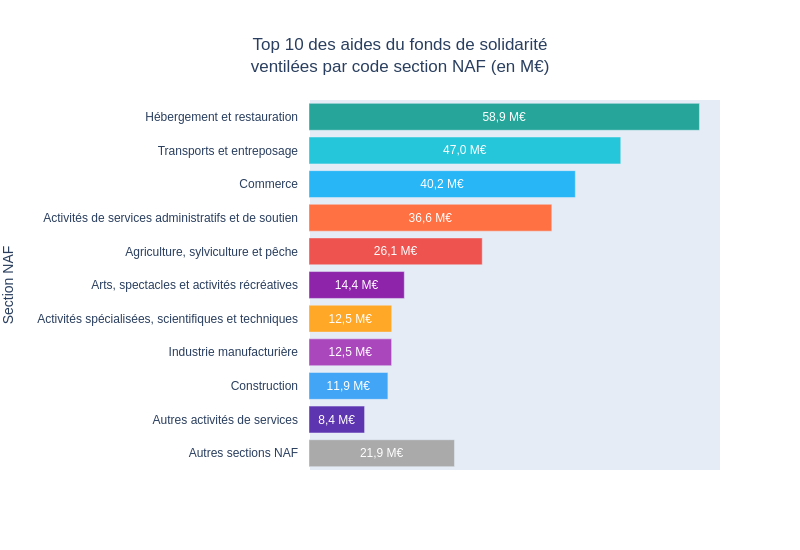 Top 10 des aides du fonds de solidarité
ventilées par code section NAF (en M€)
Section NAF
Hébergement et restauration 58,9 M€
Transports et entreposage 47,0 M€
Commerce 40,2 M€
Activités de services administratifs et de soutien 36,6 M€
Agriculture, sylviculture et pêche 26,1 M€
Arts, spectacles et activités récréatives 14,4 M€
Activités spécialisées, scientifiques et techniques 12,5 M€
Industrie manufacturière 12,5 M€
Construction 11,9 M€
Autres activités de services 8,4 M€
Autres sections NAF 21,9 M€